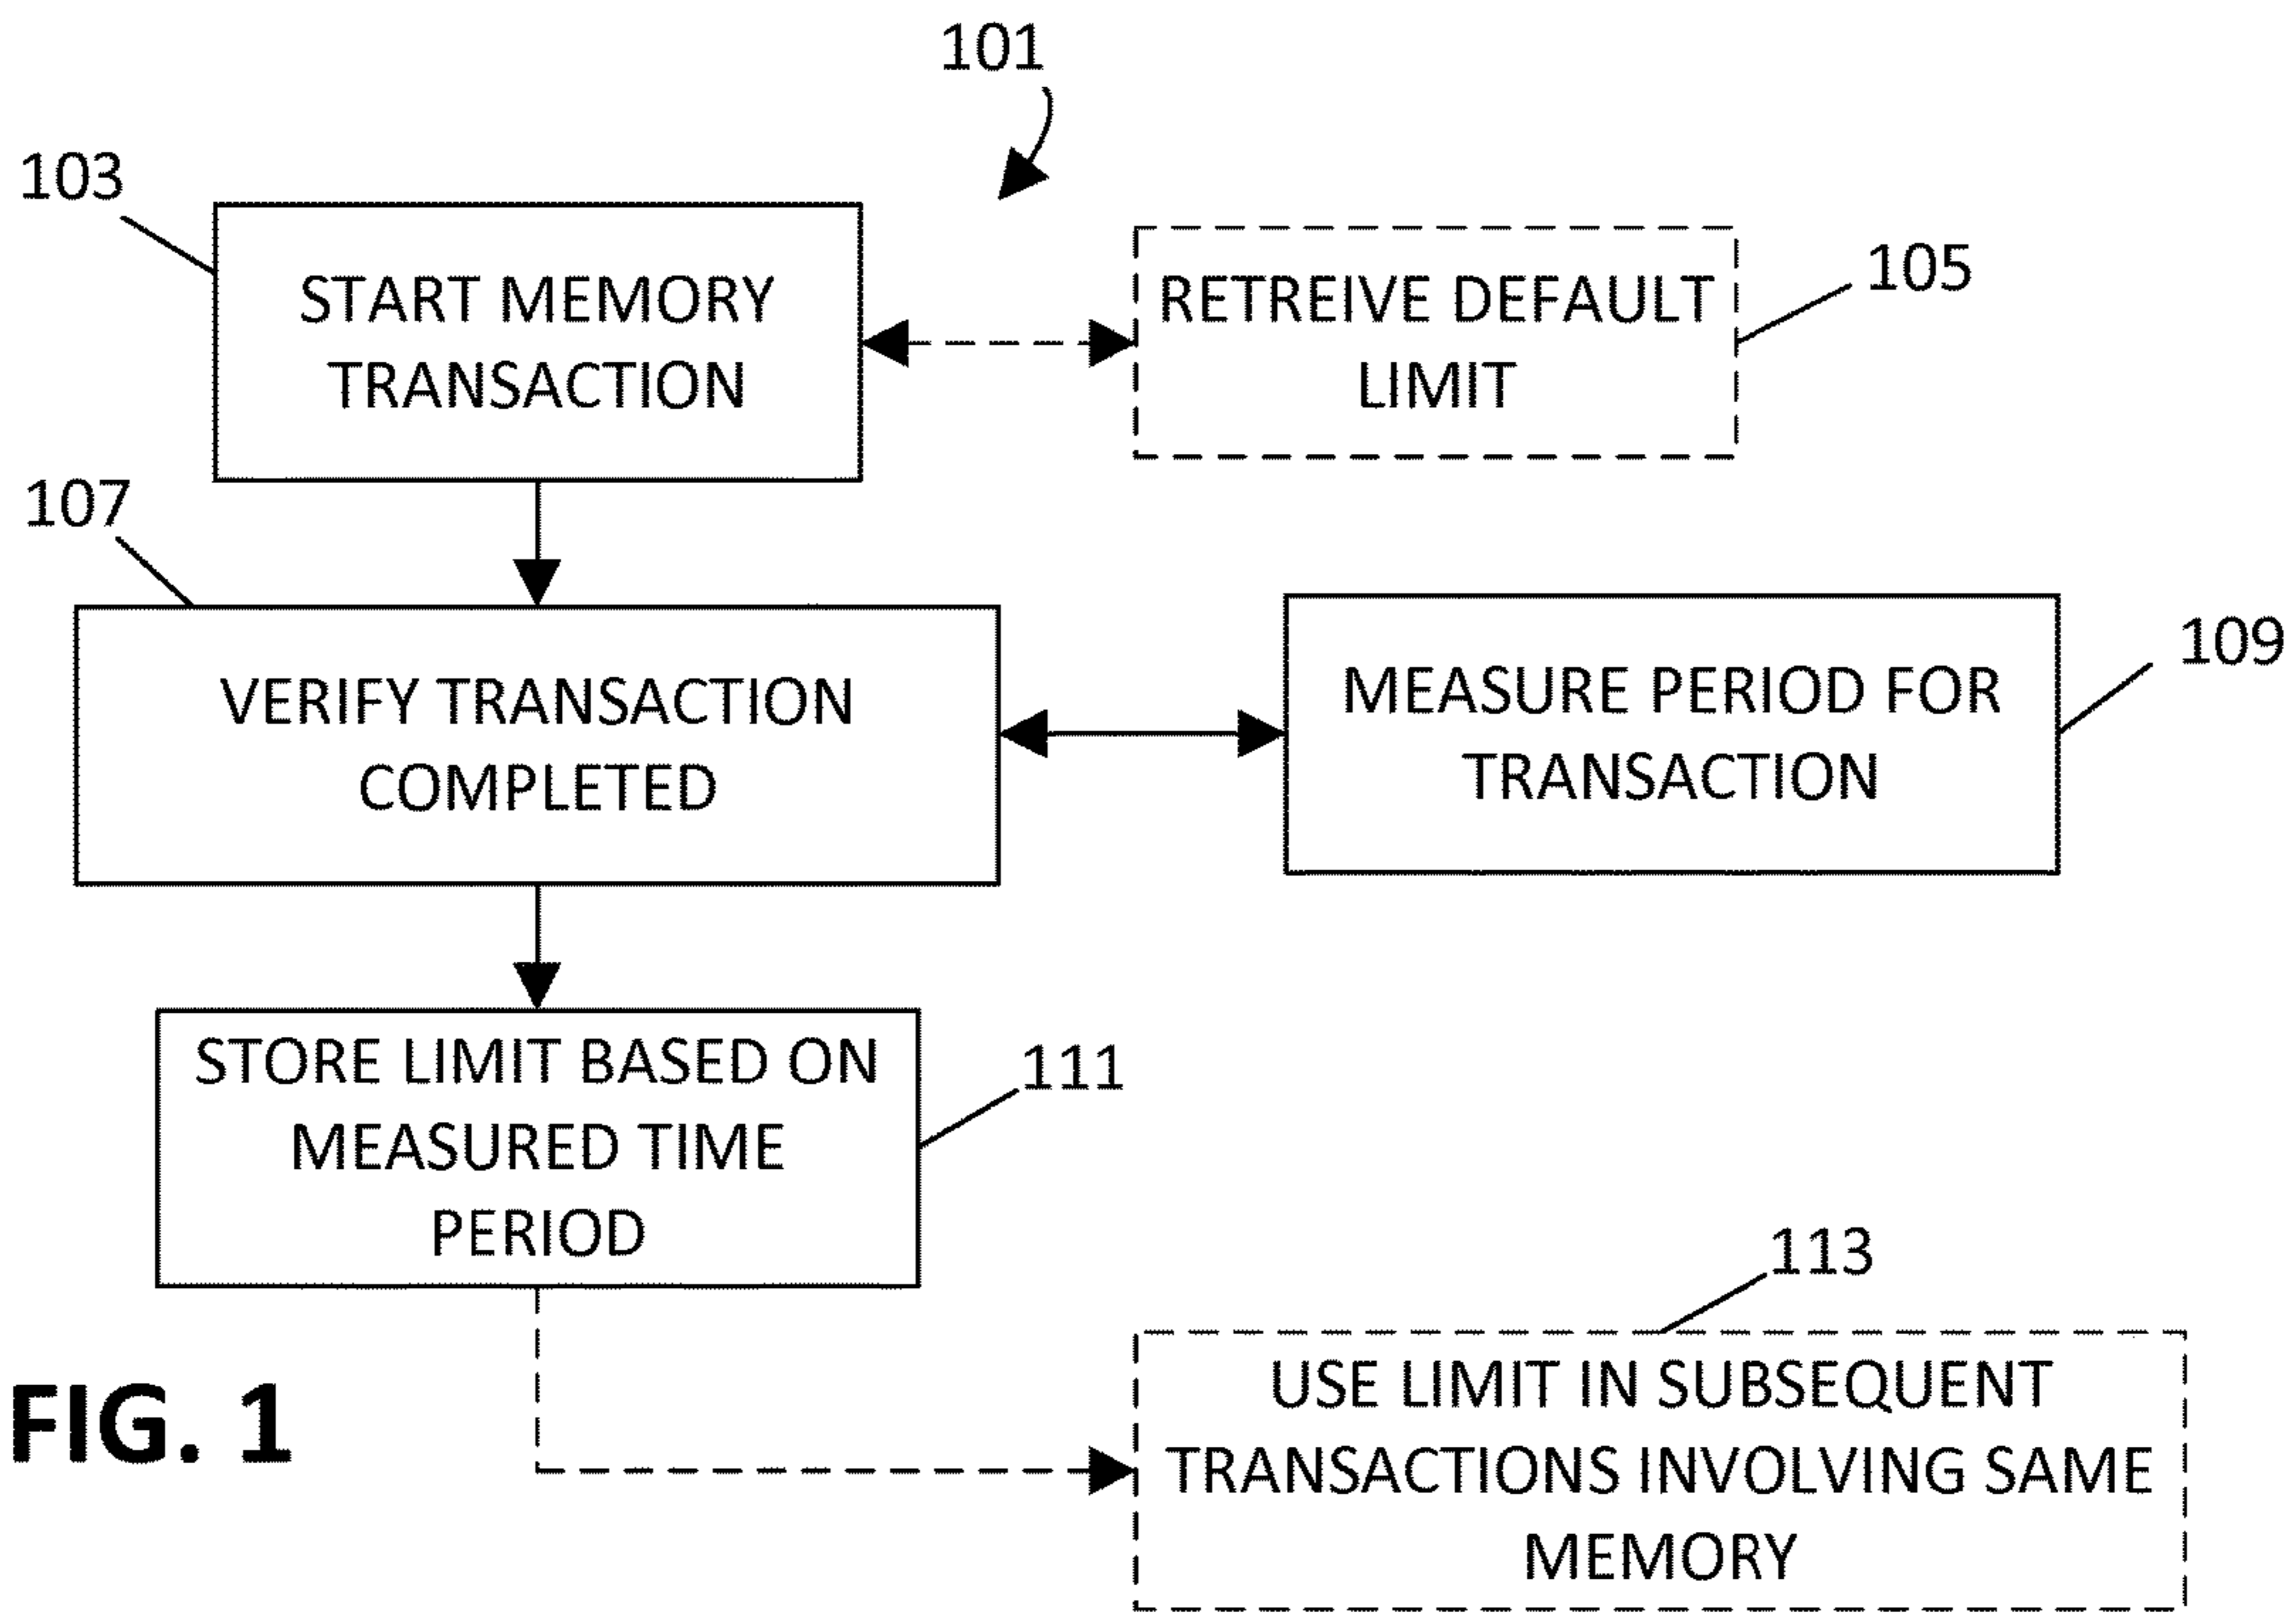 101
103
START MEMORY
TRANSACTION
RETREIVE DEFAULT
LIMIT
105
107
VERIFY TRANSACTION
COMPLETED
MEASURE PERIOD FOR
TRANSACTION
109
STORE LIMIT BASED ON
MEASURED TIME
PERIOD
111
113
USE LIMIT IN SUBSEQUENT
TRANSACTIONS INVOLVING SAME
MEMORY
FIG. 1